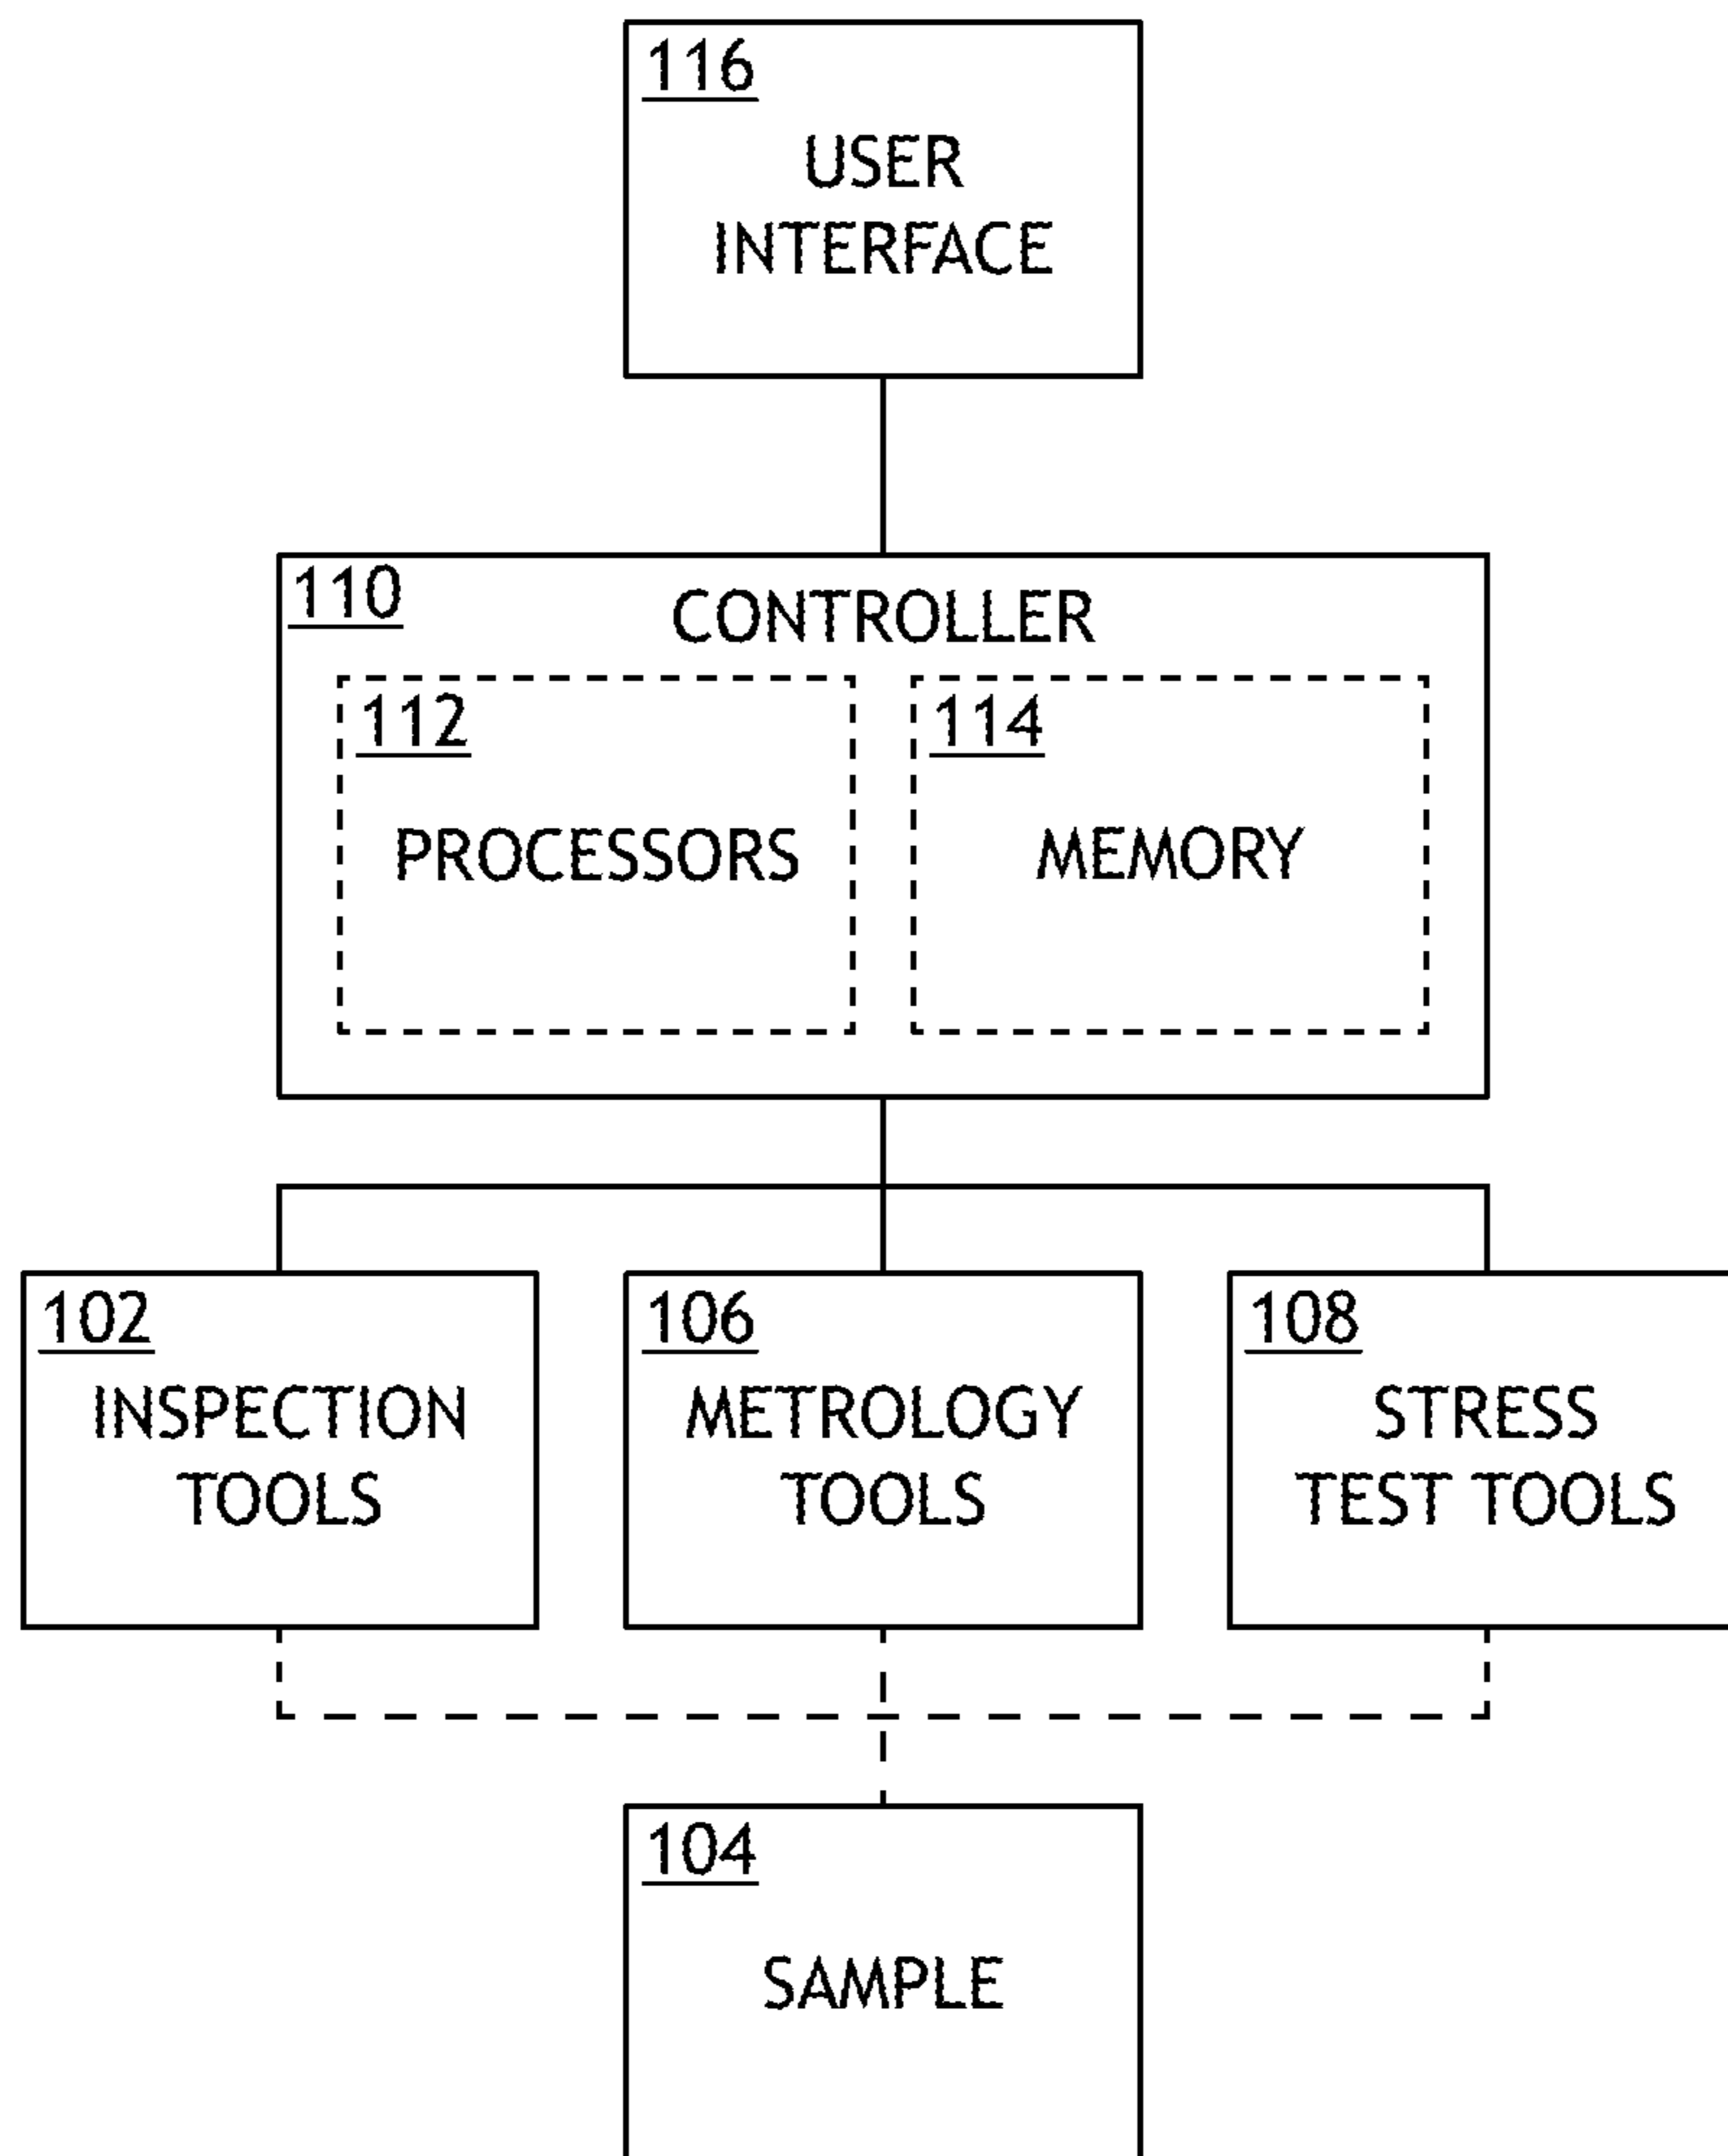 116
USER
INTERFACE
110
CONTROLLER
112
PROCESSORS
114
MEMORY
102
INSPECTION
TOOLS
106
METROLOGY
TOOLS
108
STRESS
TEST TOOLS
104
SAMPLE